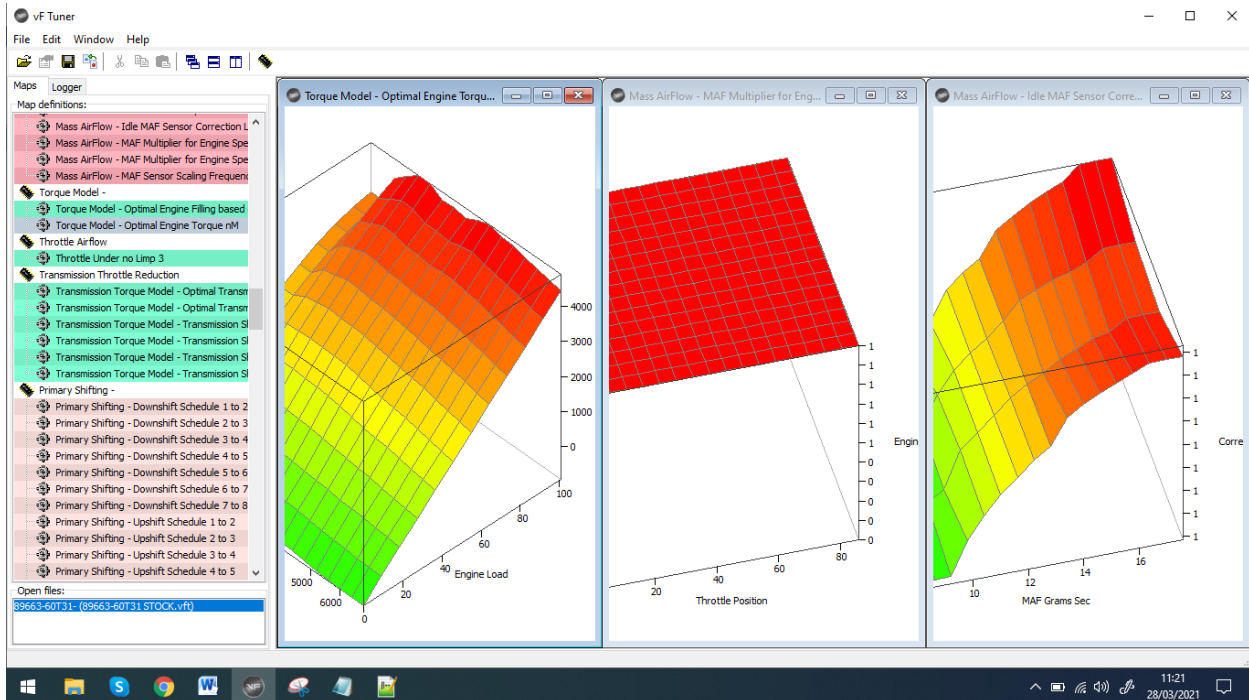 vF Tuner
File Edit Window Help
Maps Logger
Map definitions:
Mass AirFlow - Idle MAF Sensor Correction L
Mass AirFlow - MAF Multiplier for Engine Spe
Mass AirFlow - MAF Multiplier for Engine Spe
Mass AirFlow - MAF Sensor Scaling Frequenc
Torque Model -
Torque Model - Optimal Engine Filling based
Torque Model - Optimal Engine Torque nM
Throttle Airflow
Throttle Under no Limp 3
Transmission Throttle Reduction
Transmission Torque Model - Optimal Transm
Transmission Torque Model - Optimal Transm
Transmission Torque Model - Transmission Sl
Transmission Torque Model - Transmission Sl
Transmission Torque Model - Transmission Sl
Transmission Torque Model - Transmission Sl
Primary Shifting -
Primary Shifting - Downshift Schedule 1 to 2
Primary Shifting - Downshift Schedule 2 to 3
Primary Shifting - Downshift Schedule 3 to 4
Primary Shifting - Downshift Schedule 4 to 5
Primary Shifting - Downshift Schedule 5 to 6
Primary Shifting - Downshift Schedule 6 to 7
Primary Shifting - Downshift Schedule 7 to 8
Primary Shifting - Upshift Schedule 1 to 2
Primary Shifting - Upshift Schedule 2 to 3
Primary Shifting - Upshift Schedule 3 to 4
Primary Shifting - Upshift Schedule 4 to 5
Open files:
89663-60T31- (89663-60T31 STOCK.vft)
Torque Model - Optimal Engine Torqu...
4000
3000
2000
1000
0
100
80
60
40
20
0
Engine Load
5000
6000
Mass AirFlow - MAF Multiplier for Eng...
1
1
1
1
1
1
0
0
0
0
0
Engin
20
40
60
80
Throttle Position
Mass AirFlow - Idle MAF Sensor Corre...
1
1
1
1
1
1
1
1
1
Corre
10
12
14
16
MAF Grams Sec
11:21
28/03/2021